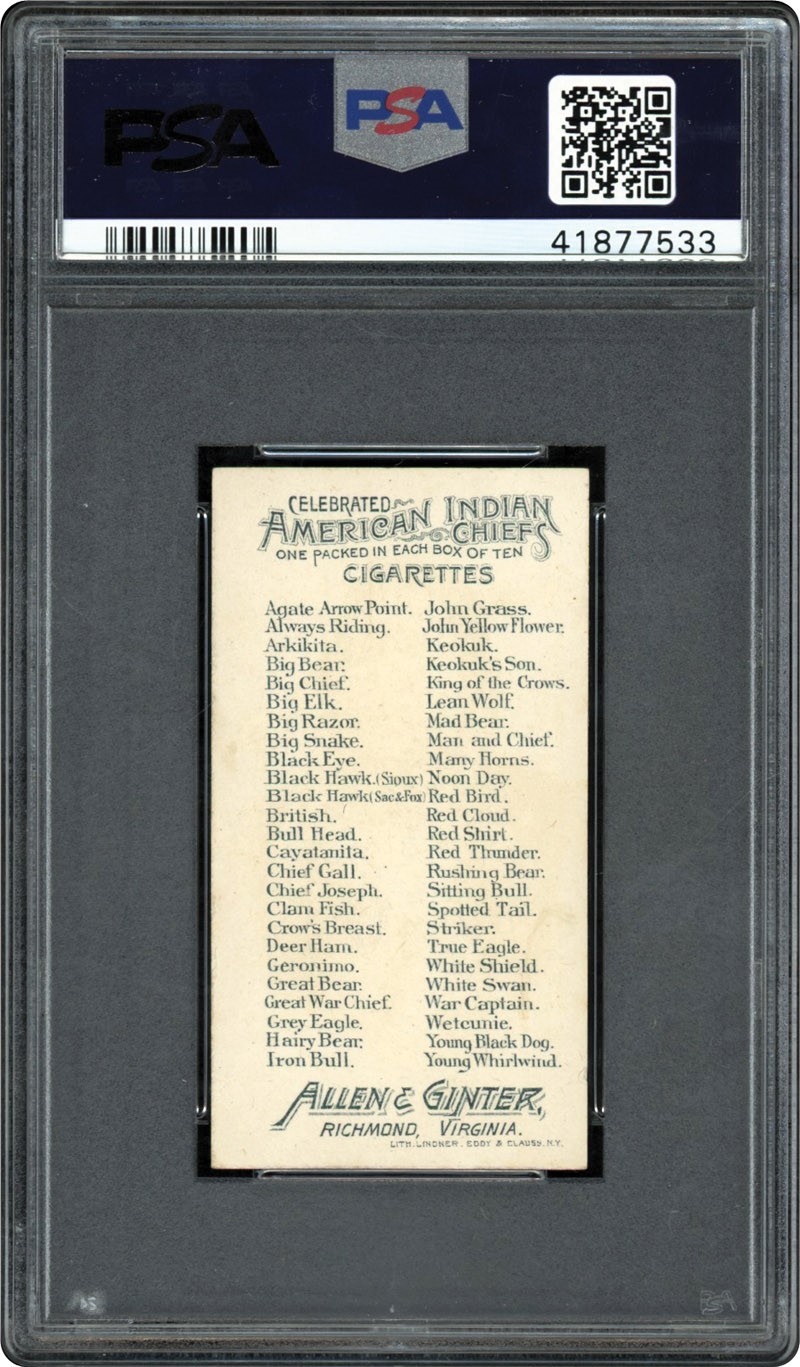 PSA
PSA
41877533
CELEBRATED
AMERICAN INDIAN
CHIEFS
ONE PACKED IN EACH BOX OF TEN
CIGARETTES
Agate Arrow Point.
Always Riding.
Arkikita.
Big Bear.
Big Chief.
Big Elk.
Big Razor.
Big Snake.
Black Eye.
Black Hawk.(Sioux)
Black Hawk(Sac&Fox)
British.
Bull Head.
Cayatanita.
Chief Gall.
Chief Joseph.
Clam Fish.
Crow's Breast.
Deer Ham.
Geronimo.
Great Bear.
Great War Chief.
Grey Eagle.
Hairy Bear.
Iron Bull.
John Grass.
John Yellow Flower.
Keokuk.
Keokuk's Son.
King of the Crows.
Lean Wolf.
Mad Bear.
Man and Chief.
Many Horns.
Noon Day.
Red Bird.
Red Cloud.
Red Shirt.
Red Thunder.
Rushing Bear.
Sitting Bull.
Spotted Tail.
Striker.
True Eagle.
White Shield.
White Swan.
War Captain.
Wetcunie.
Young Black Dog.
Young Whirlwind.
ALLEN & GINTER,
RICHMOND, VIRGINIA.
LITH. LINDNER. EDDY & CLAUSS. N.Y.
PSA